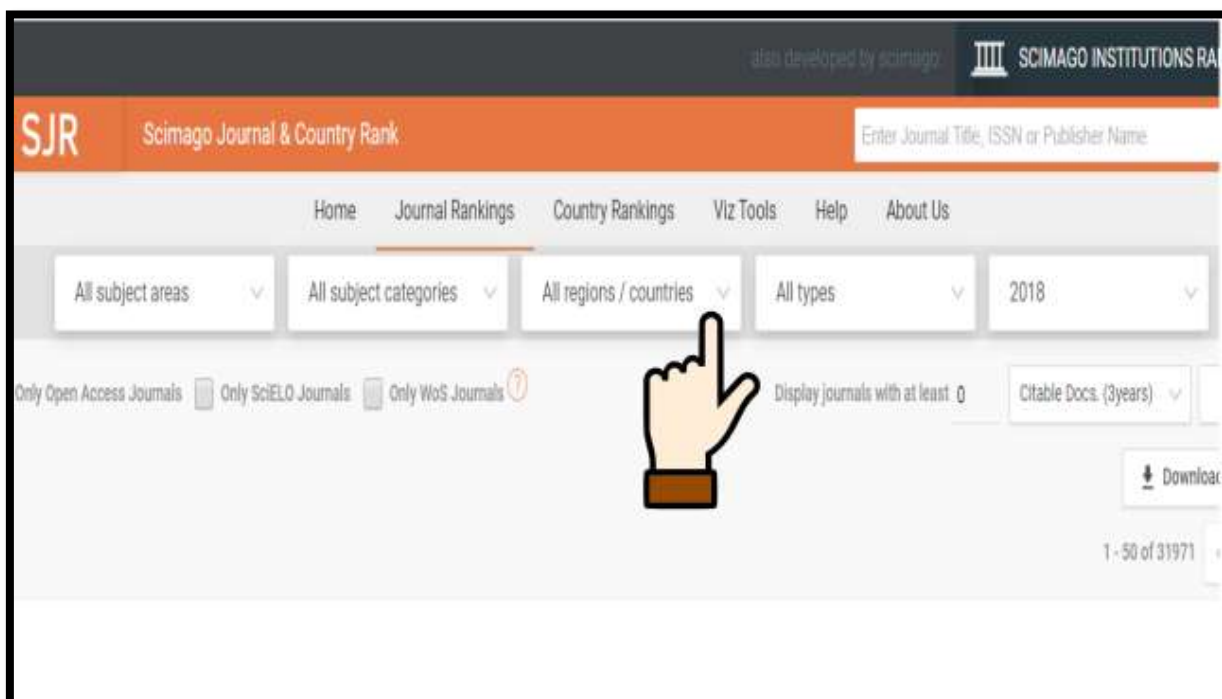 also developed by scimago:
SCIMAGO INSTITUTIONS RA
SJR
Scimago Journal & Country Rank
Enter Journal Title, ISSN or Publisher Name
Home Journal Rankings Country Rankings Viz Tools Help About Us
All subject areas All subject categories All regions / countries All types 2018
Only Open Access Journals Only SciELO Journals Only WoS Journals ?
Display journals with at least 0 Citable Docs. (3years)
Download
1 - 50 of 31971